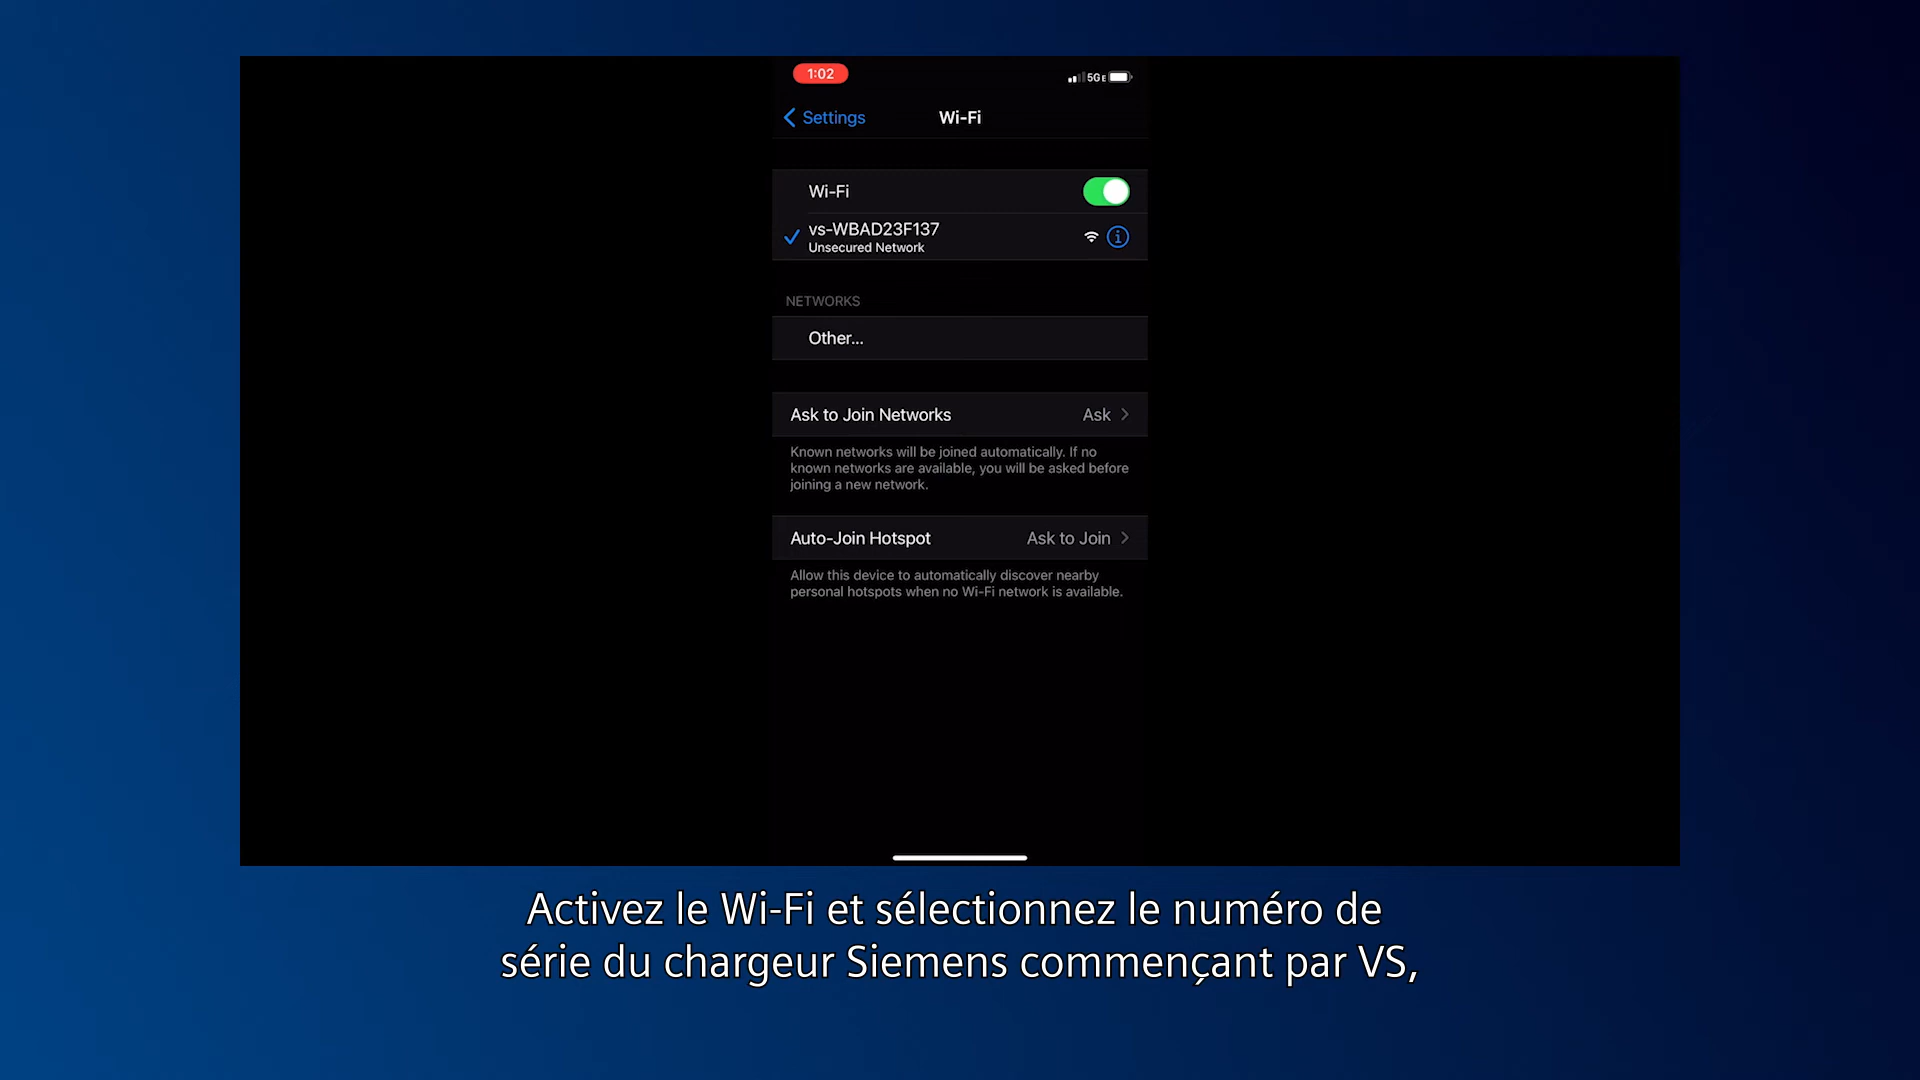 1:02
5GE
Settings
Wi-Fi
Wi-Fi
vs-WBAD23F137
Unsecured Network
NETWORKS
Other...
Ask to Join Networks Ask
Known networks will be joined automatically. If no
known networks are available, you will be asked before
joining a new network.
Auto-Join Hotspot Ask to Join
Allow this device to automatically discover nearby
personal hotspots when no Wi-Fi network is available.
Activez le Wi-Fi et sélectionnez le numéro de
série du chargeur Siemens commençant par VS,